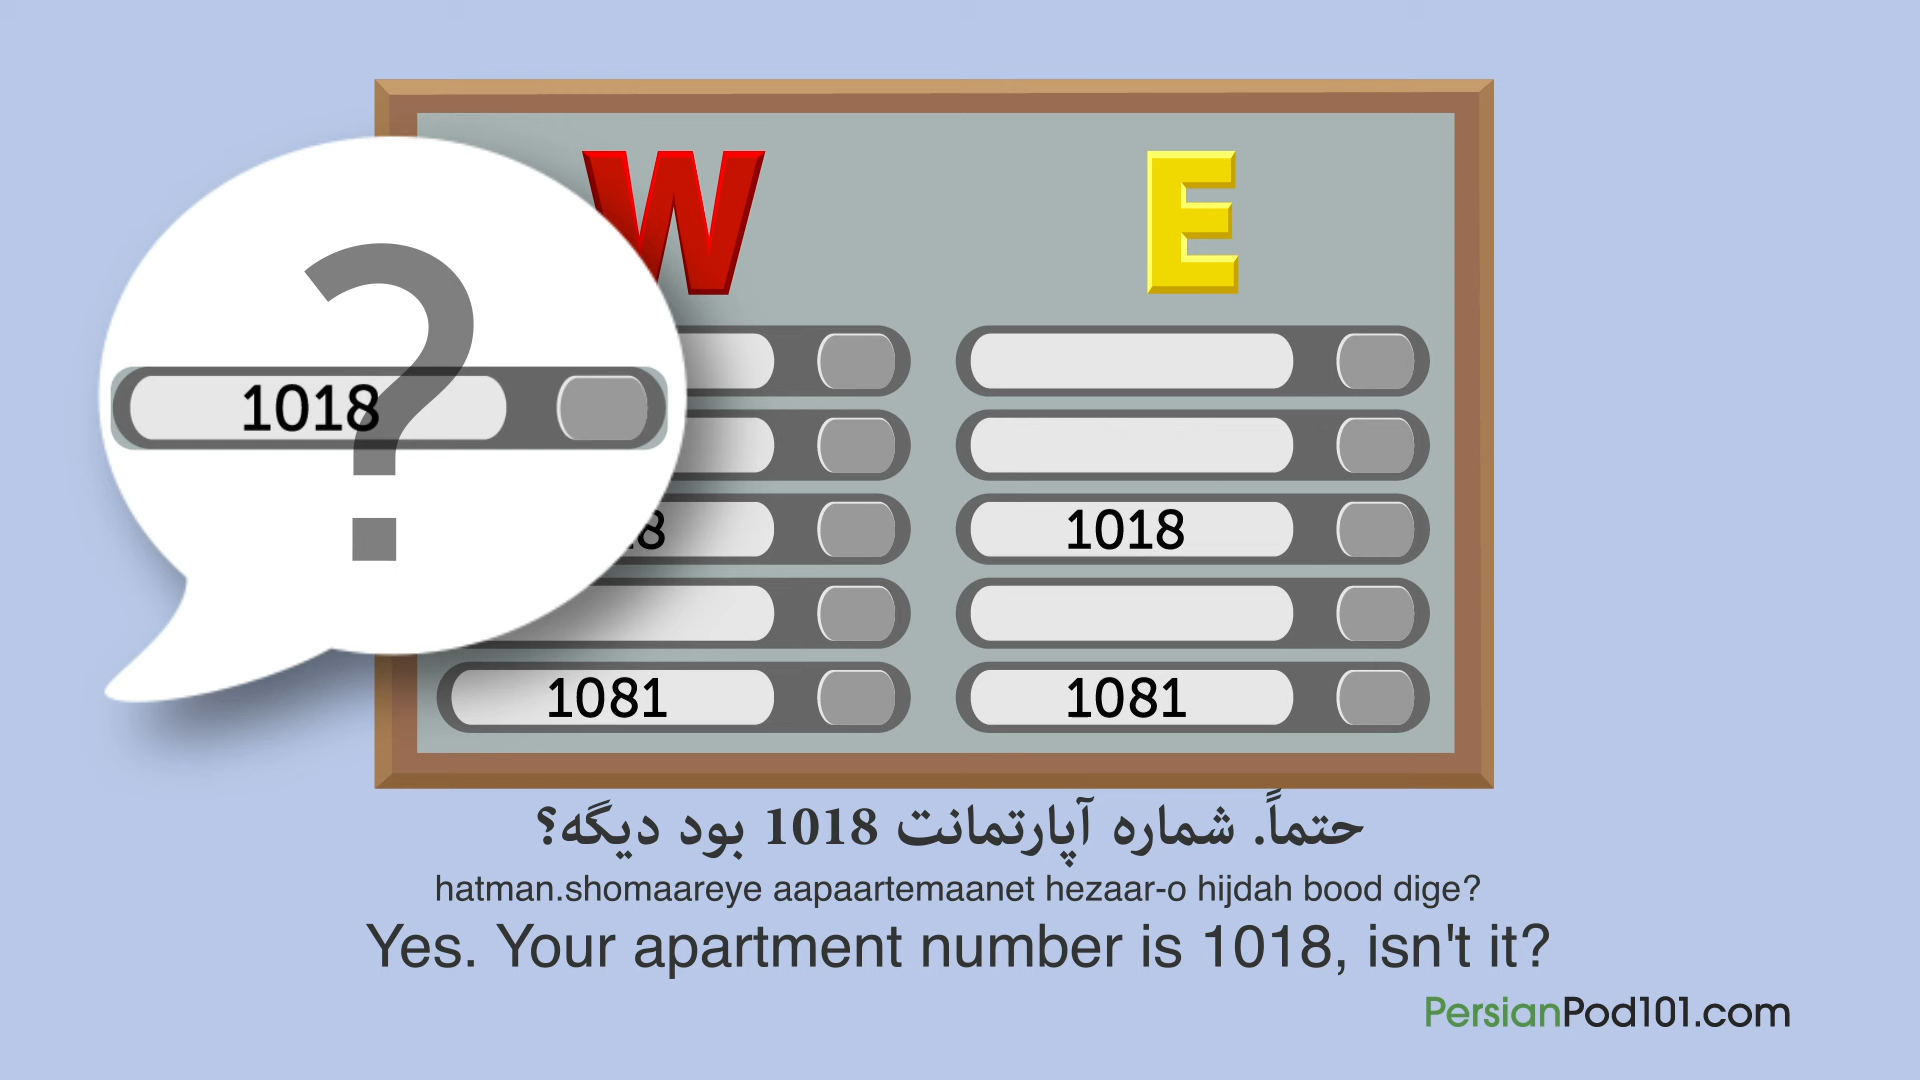 W E
1018
?
1018
1081 1081
حتماً. شماره آپارتمانت 1018 بود دیگه؟
hatman.shomaareye aapaartemaanet hezaar-o hijdah bood dige?
Yes. Your apartment number is 1018, isn't it?
PersianPod101.com